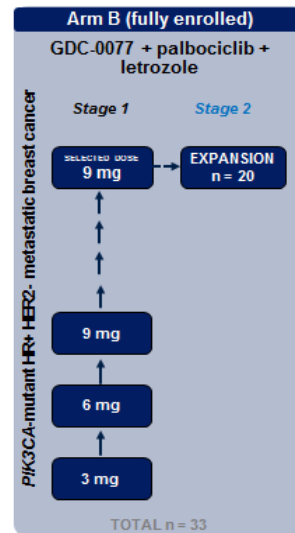 Arm B (fully enrolled)
GDC-0077 + palbociclib +
letrozole
Stage 1
Stage 2
PIK3CA-mutant HR+ HER2- metastatic breast cancer
SELECTED DOSE
9 mg
EXPANSION
n = 20
9 mg
6 mg
3 mg
TOTAL n = 33